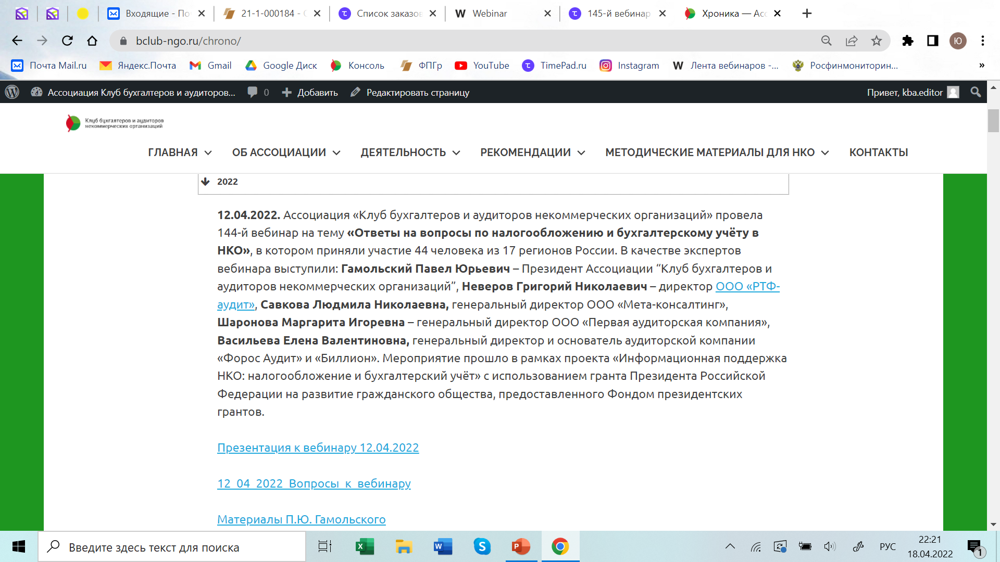 Входящие - По
21-1-000184 - С
Список заказов
Webinar
145-й вебинар
Хроника — Асс
bclub-ngo.ru/chrono/
Ю
Почта Mail.ru
Яндекс.Почта
Gmail
Google Диск
Консоль
ФПГр
YouTube
TimePad.ru
Instagram
Лента вебинаров -...
Росфинмониторин...
»
Ассоциация Клуб бухгалтеров и аудиторов...
0
Добавить
Редактировать страницу
Привет, kba.editor
Клуб бухгалтеров и аудиторов
некоммерческих организаций
ГЛАВНАЯ
ОБ АССОЦИАЦИИ
ДЕЯТЕЛЬНОСТЬ
РЕКОМЕНДАЦИИ
МЕТОДИЧЕСКИЕ МАТЕРИАЛЫ ДЛЯ НКО
КОНТАКТЫ
2022
12.04.2022. Ассоциация «Клуб бухгалтеров и аудиторов некоммерческих организаций» провела
144-й вебинар на тему «Ответы на вопросы по налогообложению и бухгалтерскому учёту в
НКО», в котором приняли участие 44 человека из 17 регионов России. В качестве экспертов
вебинара выступили: Гамольский Павел Юрьевич – Президент Ассоциации “Клуб бухгалтеров и
аудиторов некоммерческих организаций”, Неверов Григорий Николаевич – директор ООО «РТФ-
аудит», Савкова Людмила Николаевна, генеральный директор ООО «Мета-консалтинг»,
Шаронова Маргарита Игоревна – генеральный директор ООО «Первая аудиторская компания»,
Васильева Елена Валентиновна, генеральный директор и основатель аудиторской компании
«Форос Аудит» и «Биллион». Мероприятие прошло в рамках проекта «Информационная поддержка
НКО: налогообложение и бухгалтерский учёт» с использованием гранта Президента Российской
Федерации на развитие гражданского общества, предоставленного Фондом президентских
грантов.
Презентация к вебинару 12.04.2022
12_04_2022_Вопросы_к_вебинару
Материалы П.Ю. Гамольского
Введите здесь текст для поиска
РУС
22:21
18.04.2022
1